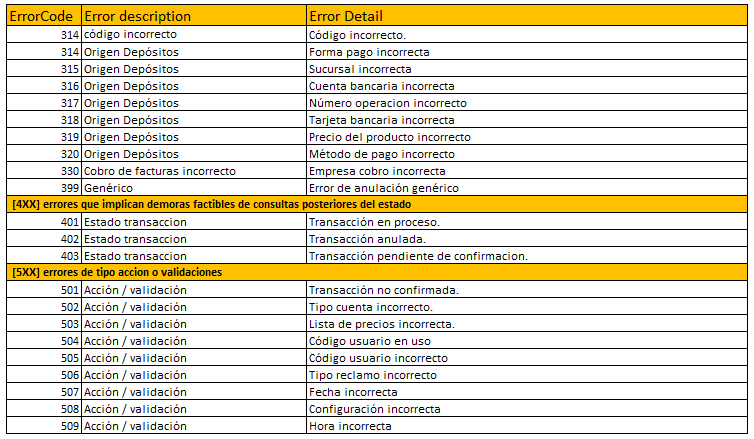 ErrorCode Error description Error Detail
314 código incorrecto Código incorrecto.
314 Origen Depósitos Forma pago incorrecta
315 Origen Depósitos Sucursal incorrecta
316 Origen Depósitos Cuenta bancaria incorrecta
317 Origen Depósitos Número operacion incorrecto
318 Origen Depósitos Tarjeta bancaria incorrecta
319 Origen Depósitos Precio del producto incorrecto
320 Origen Depósitos Método de pago incorrecto
330 Cobro de facturas incorrecto Empresa cobro incorrecta
399 Genérico Error de anulación genérico
[4XX] errores que implican demoras factibles de consultas posteriores del estado
401 Estado transaccion Transacción en proceso.
402 Estado transaccion Transacción anulada.
403 Estado transaccion Transacción pendiente de confirmacion.
[5XX] errores de tipo accion o validaciones
501 Acción / validación Transacción no confirmada.
502 Acción / validación Tipo cuenta incorrecto.
503 Acción / validación Lista de precios incorrecta.
504 Acción / validación Código usuario en uso
505 Acción / validación Código usuario incorrecto
506 Acción / validación Tipo reclamo incorrecto
507 Acción / validación Fecha incorrecta
508 Acción / validación Configuración incorrecta
509 Acción / validación Hora incorrecta